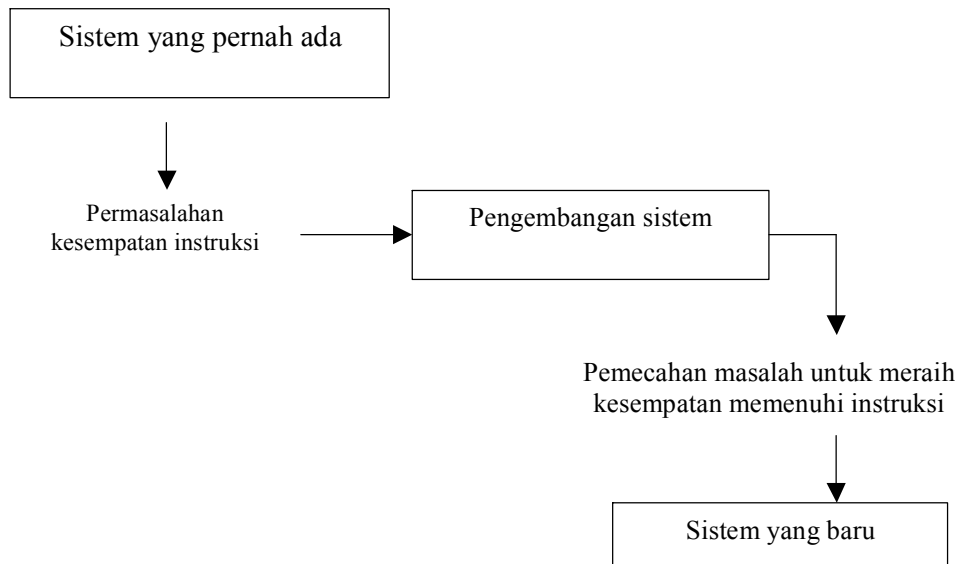 Sistem yang pernah ada
Permasalahan
kesempatan instruksi
Pengembangan sistem
Pemecahan masalah untuk meraih
kesempatan memenuhi instruksi
Sistem yang baru